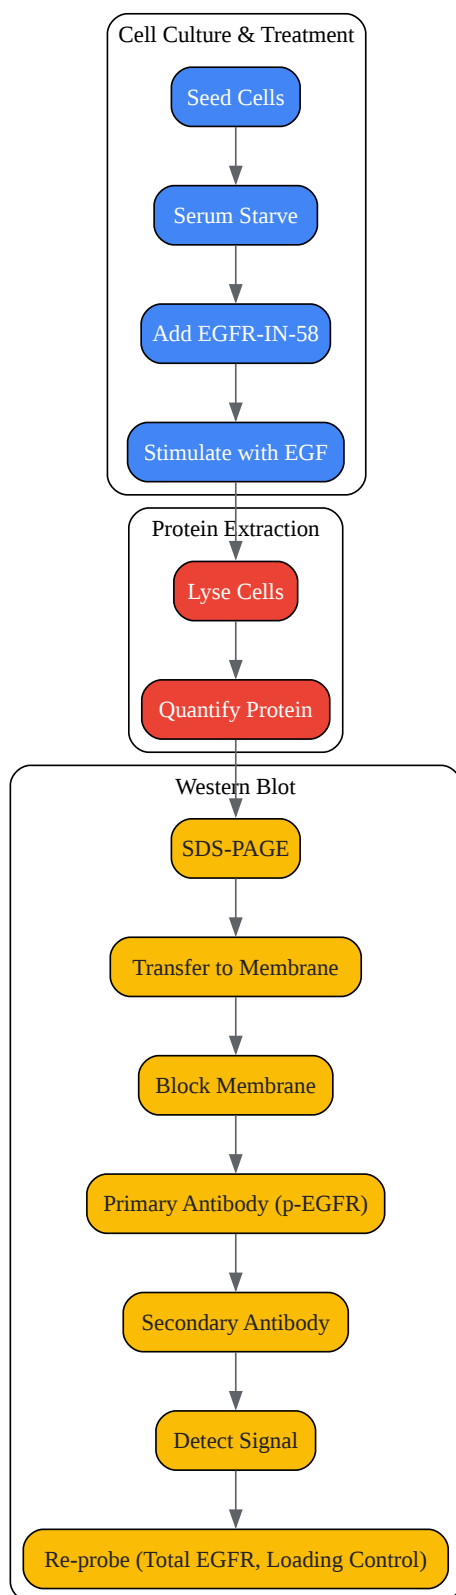 Cell Culture & Treatment
Seed Cells
Serum Starve
Add EGFR-IN-58
Stimulate with EGF
Protein Extraction
Lyse Cells
Quantify Protein
Western Blot
SDS-PAGE
Transfer to Membrane
Block Membrane
Primary Antibody (p-EGFR)
Secondary Antibody
Detect Signal
Re-probe (Total EGFR, Loading Control)